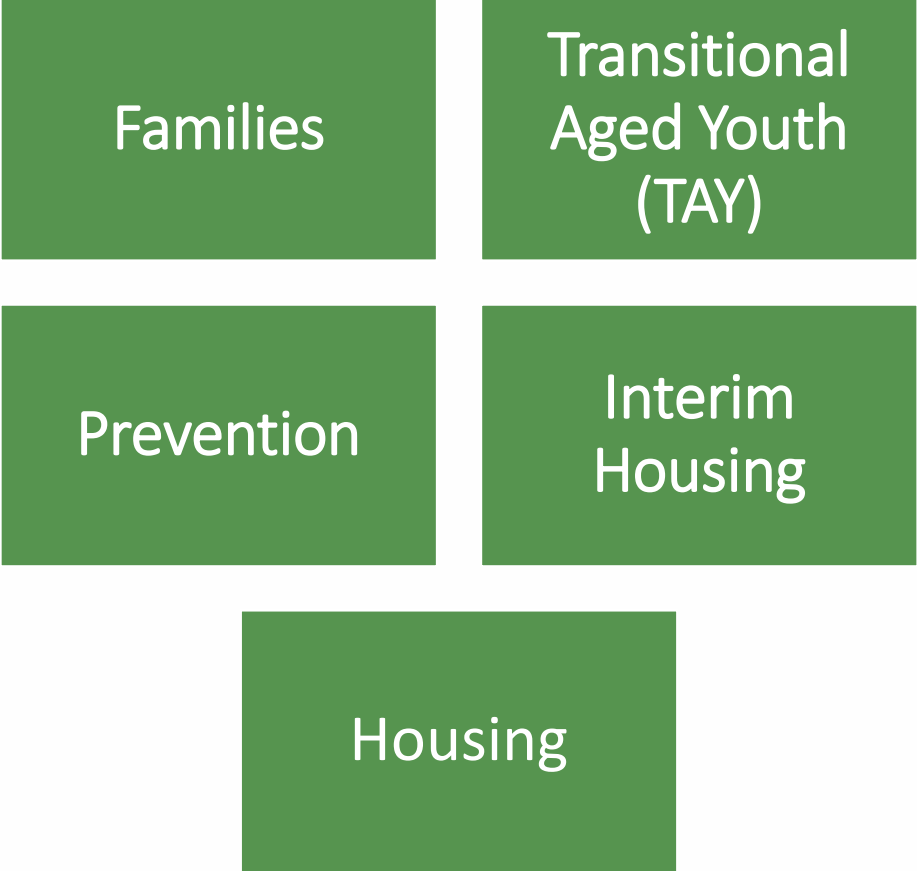 Families
Transitional
Aged Youth
(TAY)
Prevention
Interim
Housing
Housing